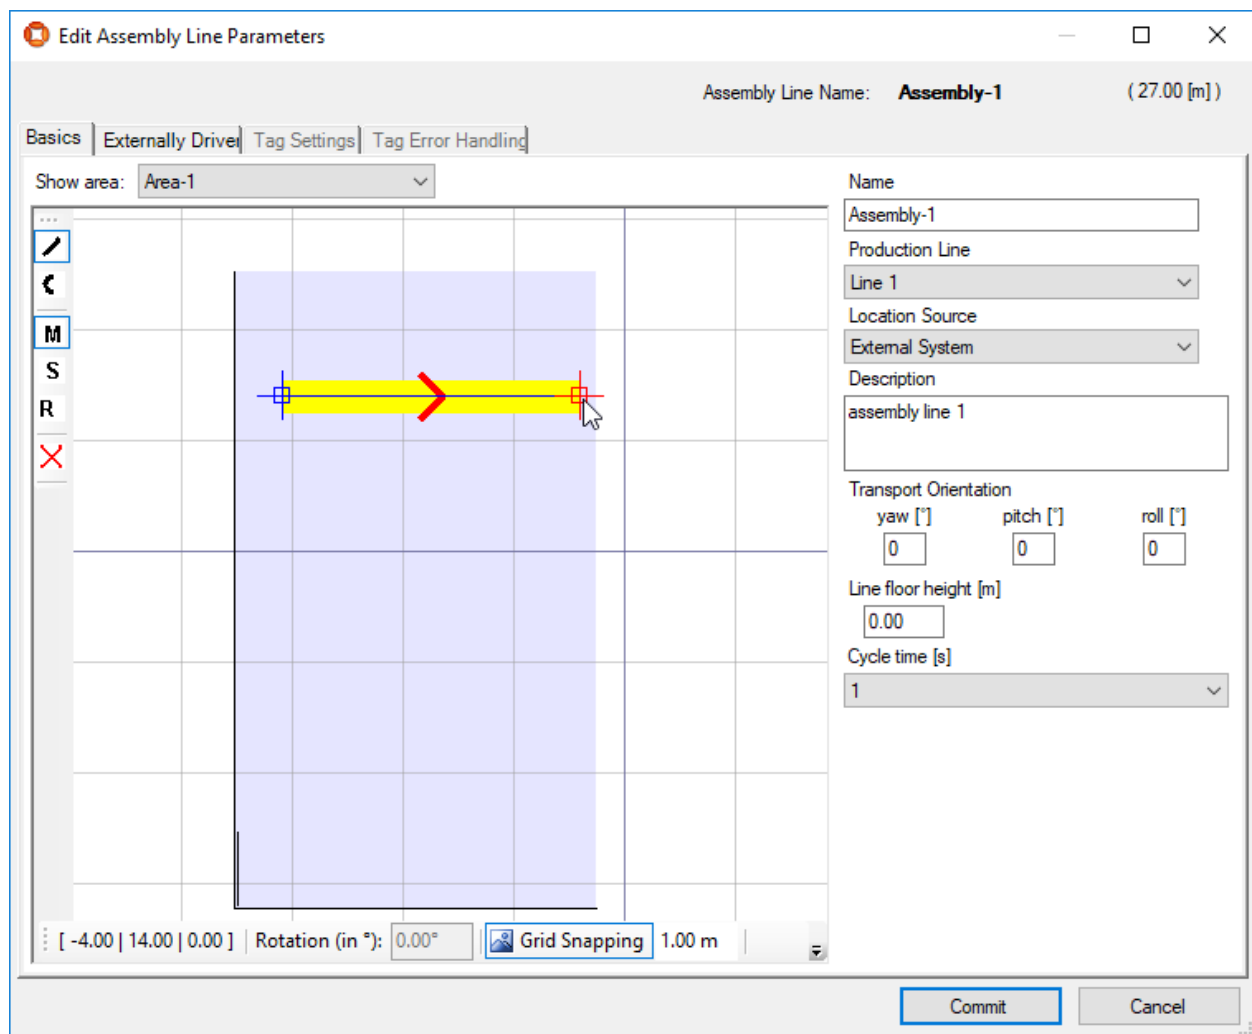 Edit Assembly Line Parameters
Assembly Line Name: Assembly-1 ( 27.00 [m] )
Basics Externally Driver Tag Settings Tag Error Handling
Show area: Area-1
M
S
R
[ -4.00 | 14.00 | 0.00 ] Rotation (in °): 0.00° Grid Snapping 1.00 m
Name
Assembly-1
Production Line
Line 1
Location Source
External System
Description
assembly line 1
Transport Orientation
yaw [°] pitch [°] roll [°]
0 0 0
Line floor height [m]
0.00
Cycle time [s]
1
Commit Cancel